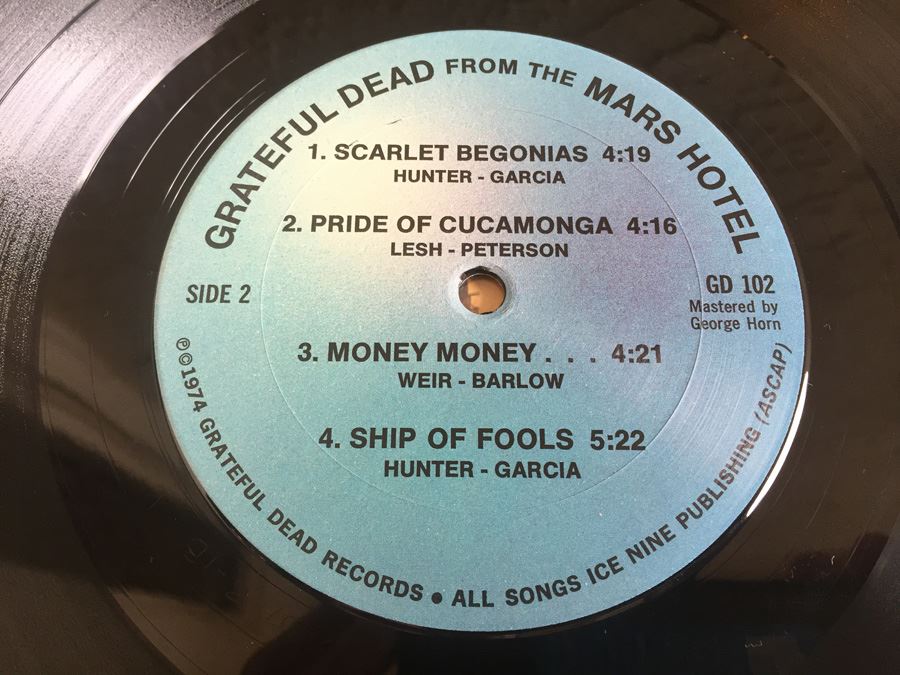 GRATEFUL DEAD FROM THE MARS HOTEL
1. SCARLET BEGONIAS 4:19
HUNTER - GARCIA
2. PRIDE OF CUCAMONGA 4:16
LESH - PETERSON
SIDE 2
GD 102
Mastered by
George Horn
3. MONEY MONEY . . . 4:21
WEIR - BARLOW
4. SHIP OF FOOLS 5:22
HUNTER - GARCIA
℗©1974 GRATEFUL DEAD RECORDS ● ALL SONGS ICE NINE PUBLISHING (ASCAP)